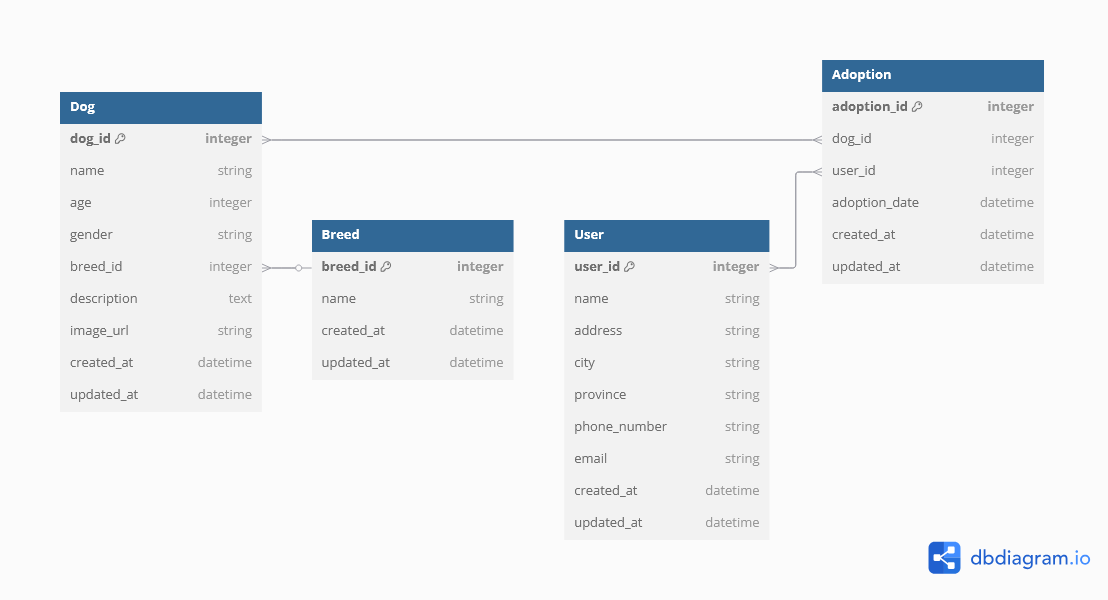 Dog
dog_id integer
name string
age integer
gender string
breed_id integer
description text
image_url string
created_at datetime
updated_at datetime
Breed
breed_id integer
name string
created_at datetime
updated_at datetime
User
user_id integer
name string
address string
city string
province string
phone_number string
email string
created_at datetime
updated_at datetime
Adoption
adoption_id integer
dog_id integer
user_id integer
adoption_date datetime
created_at datetime
updated_at datetime
dbdiagram.io